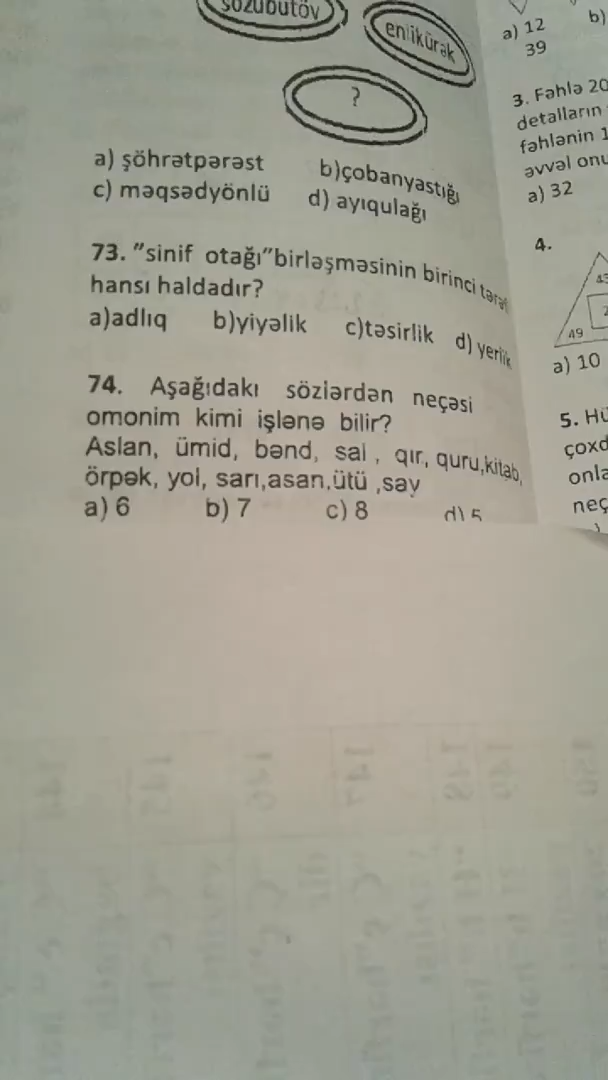 sözübütöv
enlikürək
?
a) şöhrətpərəst b)çobanyastığı
c) məqsədyönlü d) ayıqulağı
73. "sinif otağı"birləşməsinin birinci tərəf
hansı haldadır?
a)adlıq b)yiyəlik c)təsirlik d) yerlik
74. Aşağıdakı sözlərdən neçəsi
omonim kimi işlənə bilir?
Aslan, ümid, bənd, sal , qır, quru,kitab,
örpək, yol, sarı,asan,ütü ,say
a) 6 b) 7 c) 8 d) 5
a) 12 b)
39
3. Fəhlə 20
detalların
fəhlənin 1
əvvəl onu
a) 32
4.
49
a) 10
5. Hü
çoxd
onla
neç